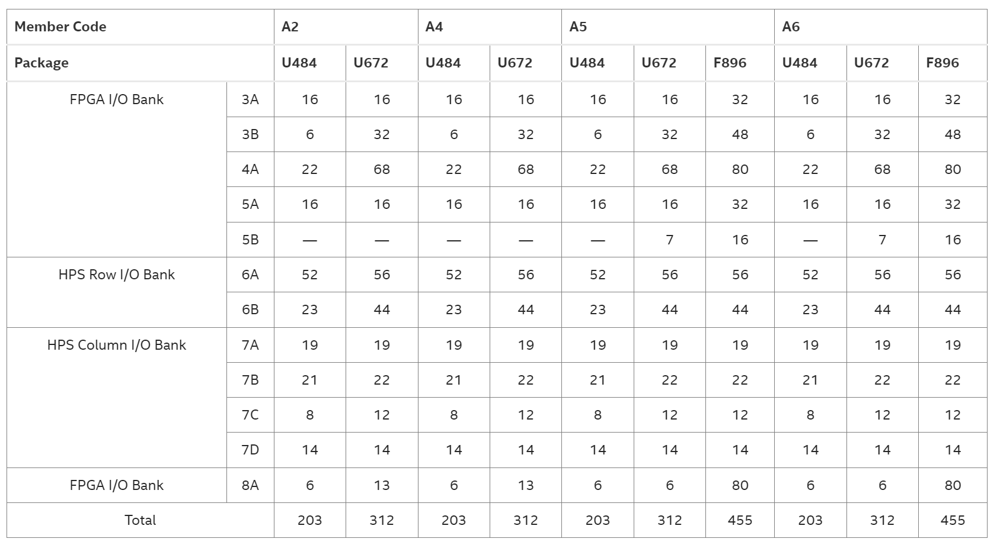 Member Code A2 A4 A5 A6
Package U484 U672 U484 U672 U484 U672 F896 U484 U672 F896
FPGA I/O Bank 3A 16 16 16 16 16 16 32 16 16 32
3B 6 32 6 32 6 32 48 6 32 48
4A 22 68 22 68 22 68 80 22 68 80
5A 16 16 16 16 16 16 32 16 16 32
5B — — — — — 7 16 — 7 16
HPS Row I/O Bank 6A 52 56 52 56 52 56 56 52 56 56
6B 23 44 23 44 23 44 44 23 44 44
HPS Column I/O Bank 7A 19 19 19 19 19 19 19 19 19 19
7B 21 22 21 22 21 22 22 21 22 22
7C 8 12 8 12 8 12 12 8 12 12
7D 14 14 14 14 14 14 14 14 14 14
FPGA I/O Bank 8A 6 13 6 13 6 6 80 6 6 80
Total 203 312 203 312 203 312 455 203 312 455